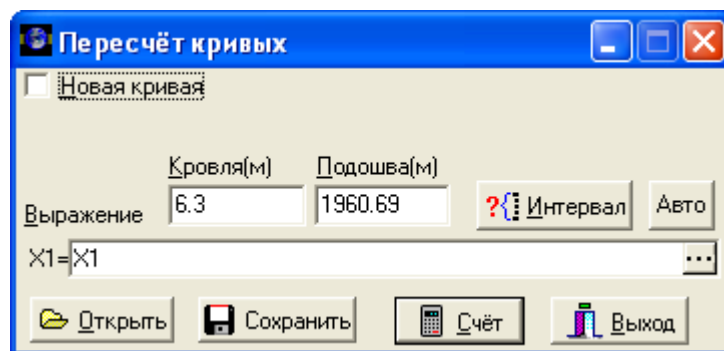 Пересчёт кривых
Новая кривая
Кровля(м) Подошва(м)
Выражение 6.3 1960.69 ?{ Интервал Авто
X1=X1 ...
Открыть Сохранить Счёт Выход